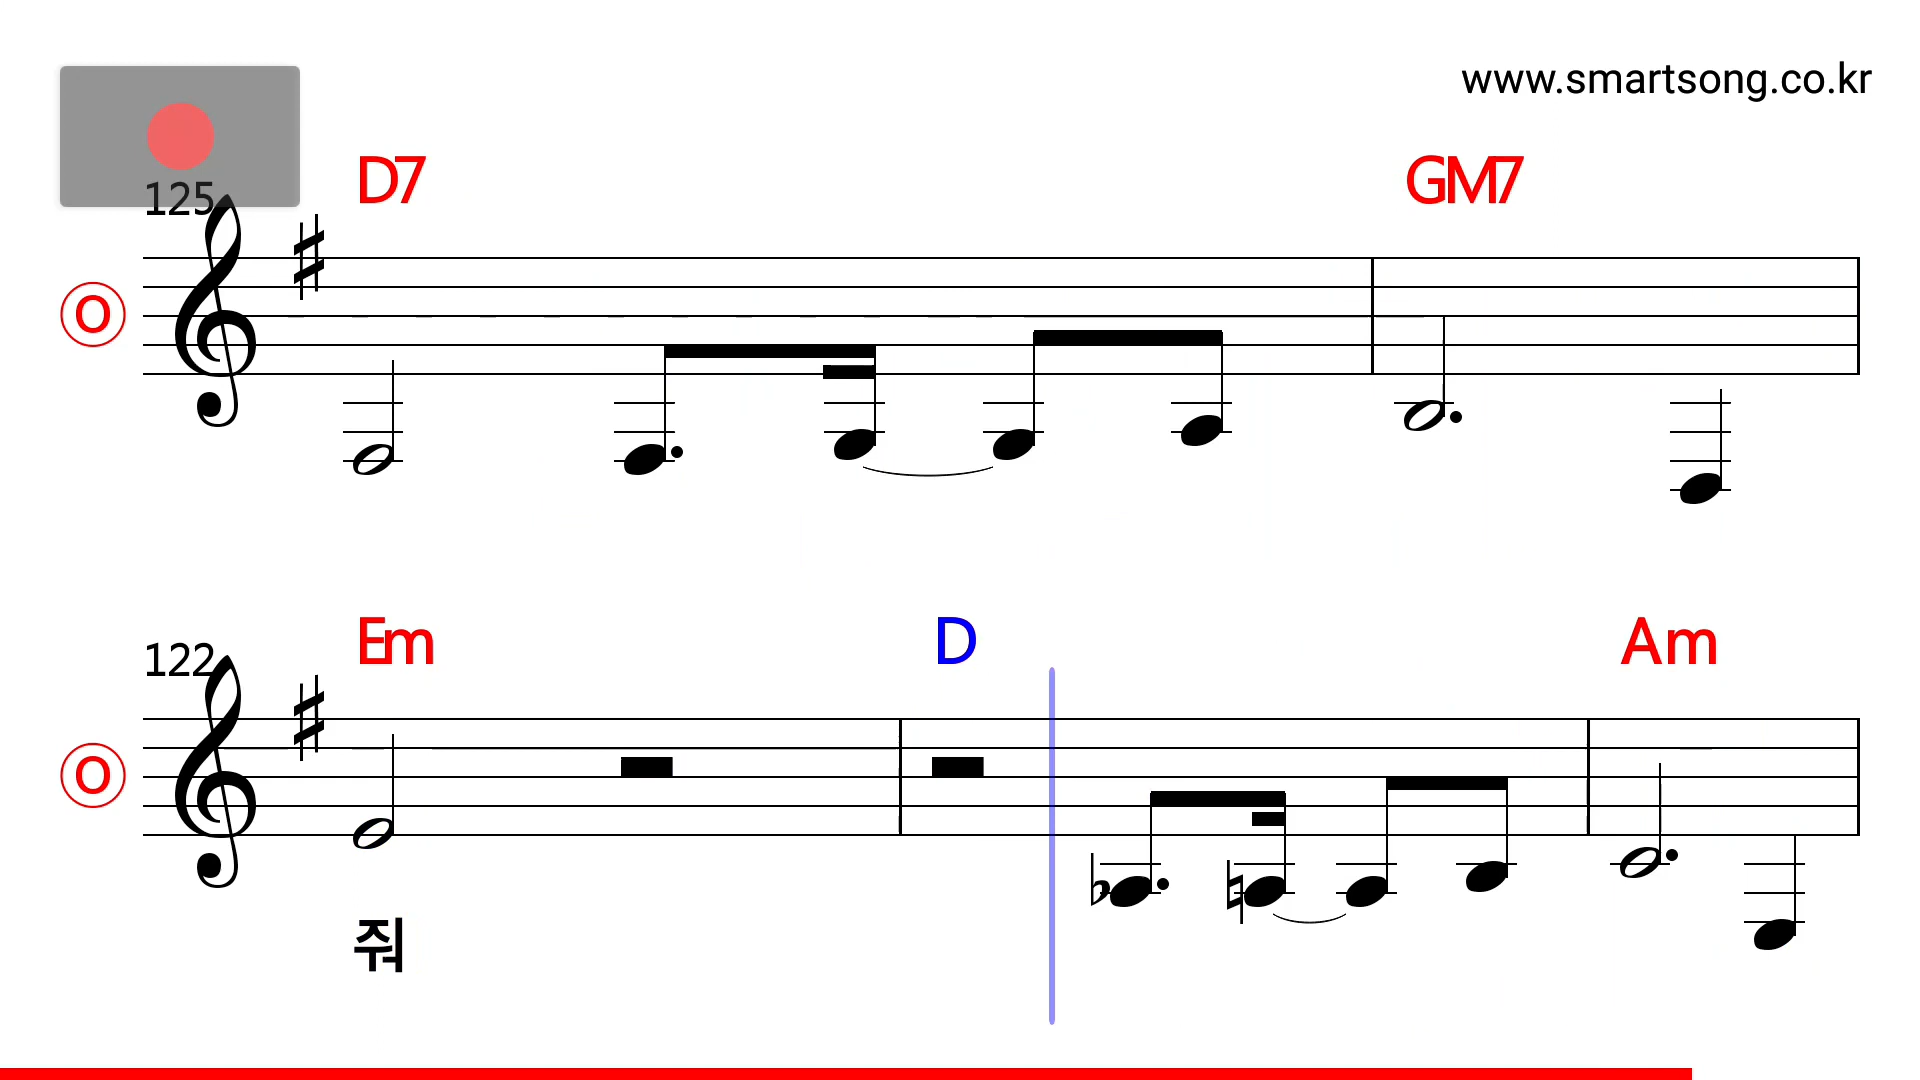 www.smartsong.co.kr
125 D7 GM7
O
122 Em D Am
O
줘